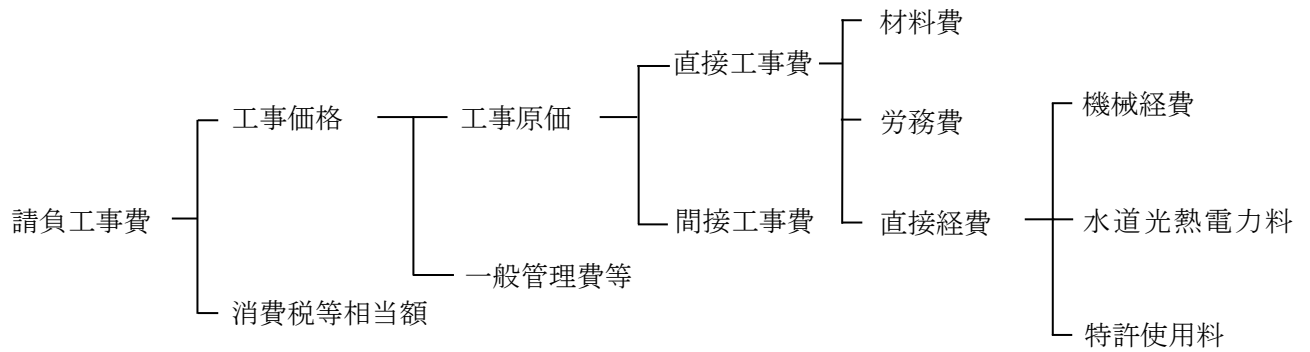 請負工事費
工事価格
消費税等相当額
工事原価
一般管理費等
直接工事費
間接工事費
材料費
労務費
直接経費
機械経費
水道光熱電力料
特許使用料